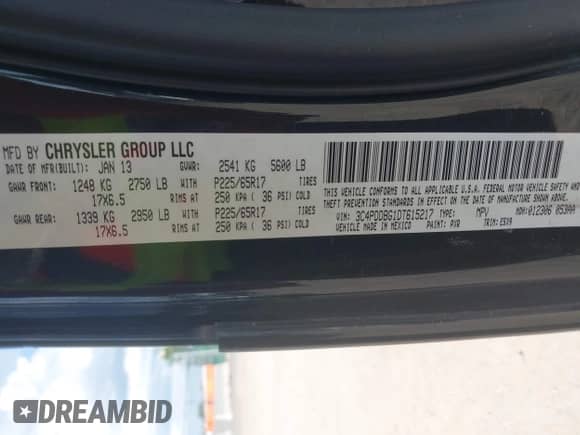 MFD BY CHRYSLER GROUP LLC
DATE OF MFR(BUILT): JAN 13 GVWR: 2541 KG 5600 LB
GAWR FRONT: 1248 KG 2750 LB WITH P225/65R17 TIRES
17X6.5 RIMS AT 250 KPA ( 36 PSI) COLD
GAWR REAR: 1339 KG 2950 LB WITH P225/65R17 TIRES
17X6.5 RIMS AT 250 KPA ( 36 PSI) COLD
THIS VEHICLE CONFORMS TO ALL APPLICABLE U.S.A. FEDERAL MOTOR VEHICLE SAFETY AND
THEFT PREVENTION STANDARDS IN EFFECT ON THE DATE OF MANUFACTURE SHOWN ABOVE.
VIN: 3C4PDDBG1DT615217 TYPE: MPV MDH: 012306 053AAA
VEHICLE MADE IN MEXICO PAINT: PXR TRIM: E5X9
DREAMBID